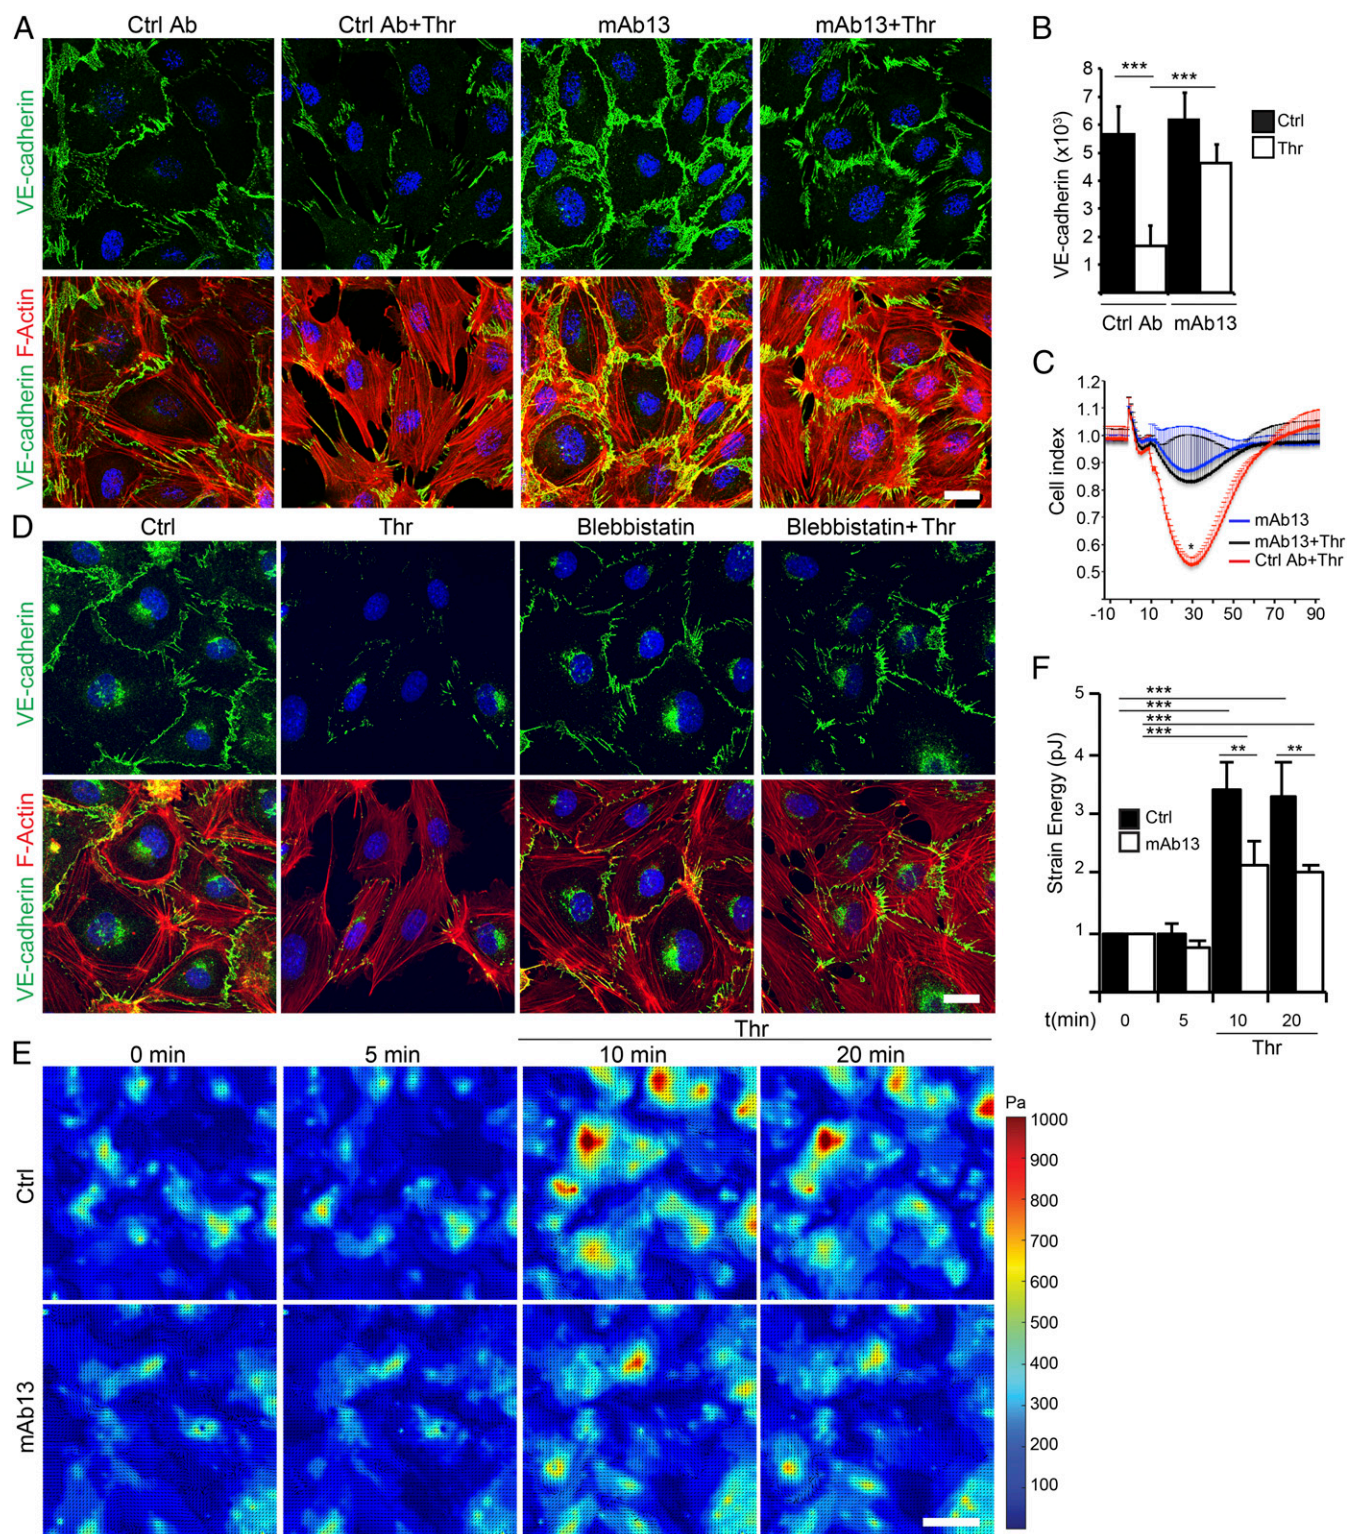 A
Ctrl Ab
Ctrl Ab+Thr
mAb13
mAb13+Thr
VE-cadherin
VE-cadherin F-Actin
B
***
***
8
7
6
5
4
3
2
1
VE-cadherin (x10³)
Ctrl
Thr
Ctrl Ab
mAb13
C
1.2
1.1
1.0
0.9
0.8
0.7
0.6
0.5
Cell index
*
mAb13
mAb13+Thr
Ctrl Ab+Thr
-10
10
30
50
70
90
D
Ctrl
Thr
Blebbistatin
Blebbistatin+Thr
VE-cadherin
VE-cadherin F-Actin
F
5
4
3
2
1
Strain Energy (pJ)
***
***
***
***
**
**
Ctrl
mAb13
t(min)
0
5
10
20
Thr
E
Thr
0 min
5 min
10 min
20 min
Ctrl
mAb13
Pa
1000
900
800
700
600
500
400
300
200
100